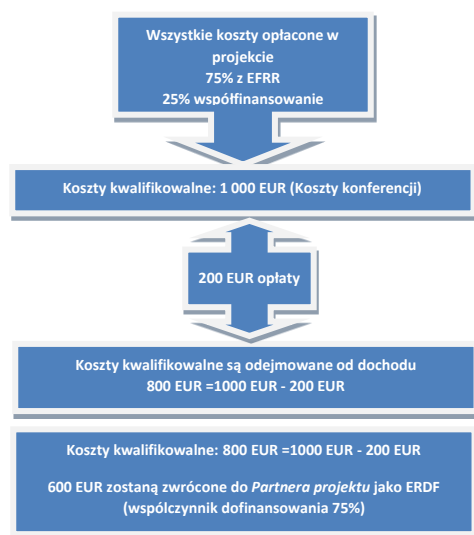 Wszystkie koszty opłacone w
projekcie
75% z EFRR
25% współfinansowanie
Koszty kwalifikowalne: 1 000 EUR (Koszty konferencji)
200 EUR opłaty
Koszty kwalifikowalne są odejmowane od dochodu
800 EUR =1000 EUR - 200 EUR
Koszty kwalifikowalne: 800 EUR =1000 EUR - 200 EUR
600 EUR zostaną zwrócone do Partnera projektu jako ERDF
(wspólczynnik dofinansowania 75%)